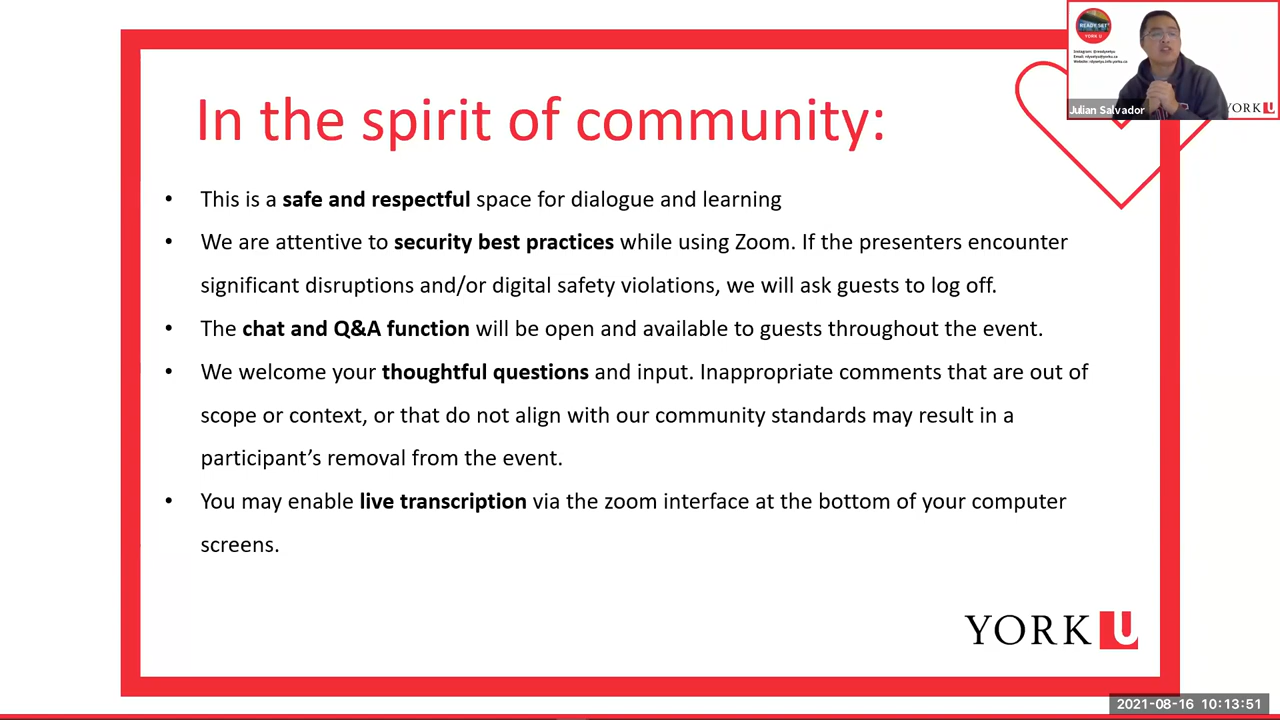 In the spirit of community:
• This is a safe and respectful space for dialogue and learning
• We are attentive to security best practices while using Zoom. If the presenters encounter
significant disruptions and/or digital safety violations, we will ask guests to log off.
• The chat and Q&A function will be open and available to guests throughout the event.
• We welcome your thoughtful questions and input. Inappropriate comments that are out of
scope or context, or that do not align with our community standards may result in a
participant’s removal from the event.
• You may enable live transcription via the zoom interface at the bottom of your computer
screens.
YORK U
READY SET
YORK U
Julian Salvador
YORK U
2021-08-16 10:13:51